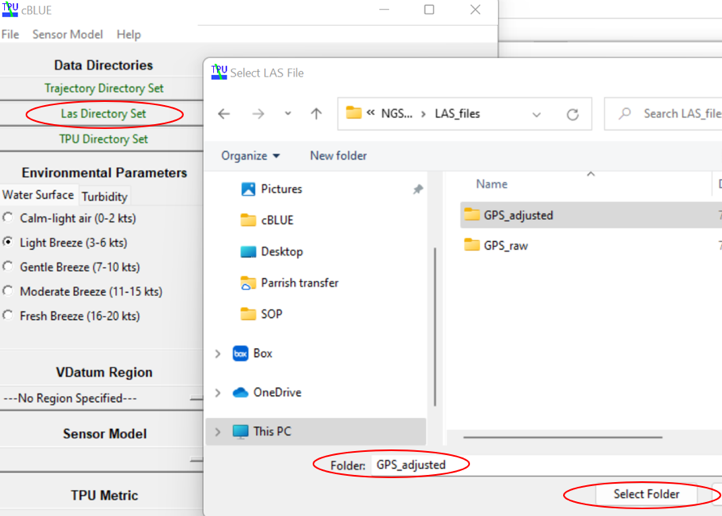 TPU cBLUE
File Sensor Model Help
Data Directories
Trajectory Directory Set
Las Directory Set
TPU Directory Set
Environmental Parameters
Water Surface Turbidity
Calm-light air (0-2 kts)
Light Breeze (3-6 kts)
Gentle Breeze (7-10 kts)
Moderate Breeze (11-15 kts)
Fresh Breeze (16-20 kts)
VDatum Region
---No Region Specified---
Sensor Model
TPU Metric
TPU Select LAS File
« NGS... › LAS_files
Search LAS_file
Organize New folder
Pictures
cBLUE
Desktop
Parrish transfer
SOP
box Box
OneDrive
This PC
Name
GPS_adjusted
GPS_raw
Folder: GPS_adjusted
Select Folder